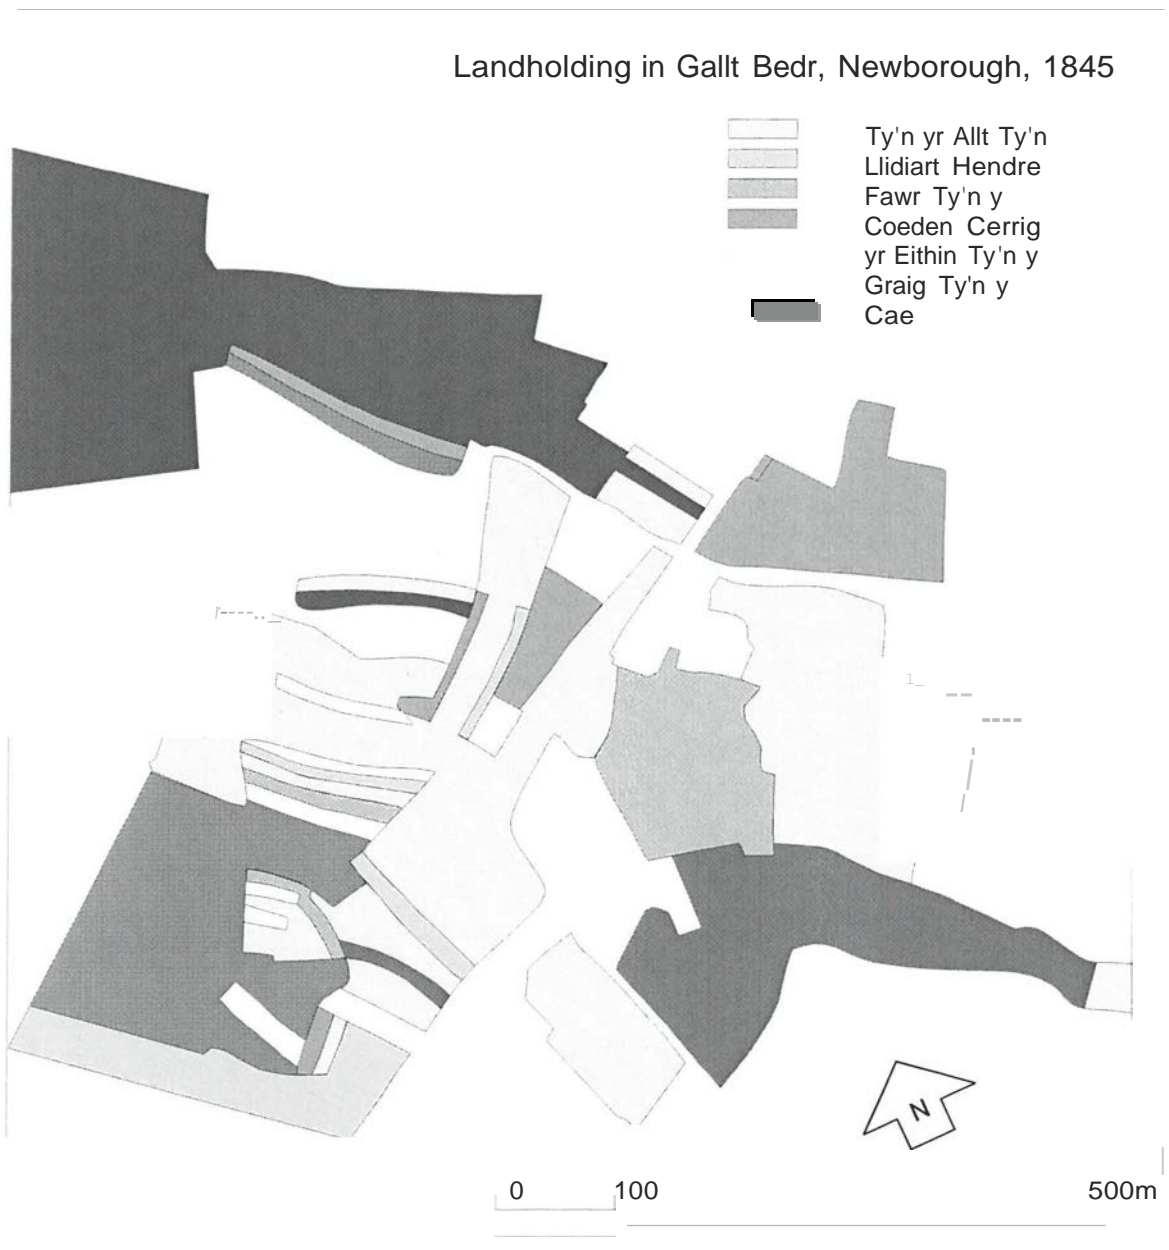 Landholding in Gallt Bedr, Newborough, 1845
Ty'n yr Allt Ty'n
Llidiart Hendre
Fawr Ty'n y
Coeden Cerrig
yr Eithin Ty'n y
Graig Ty'n y
Cae
N
0 100 500m